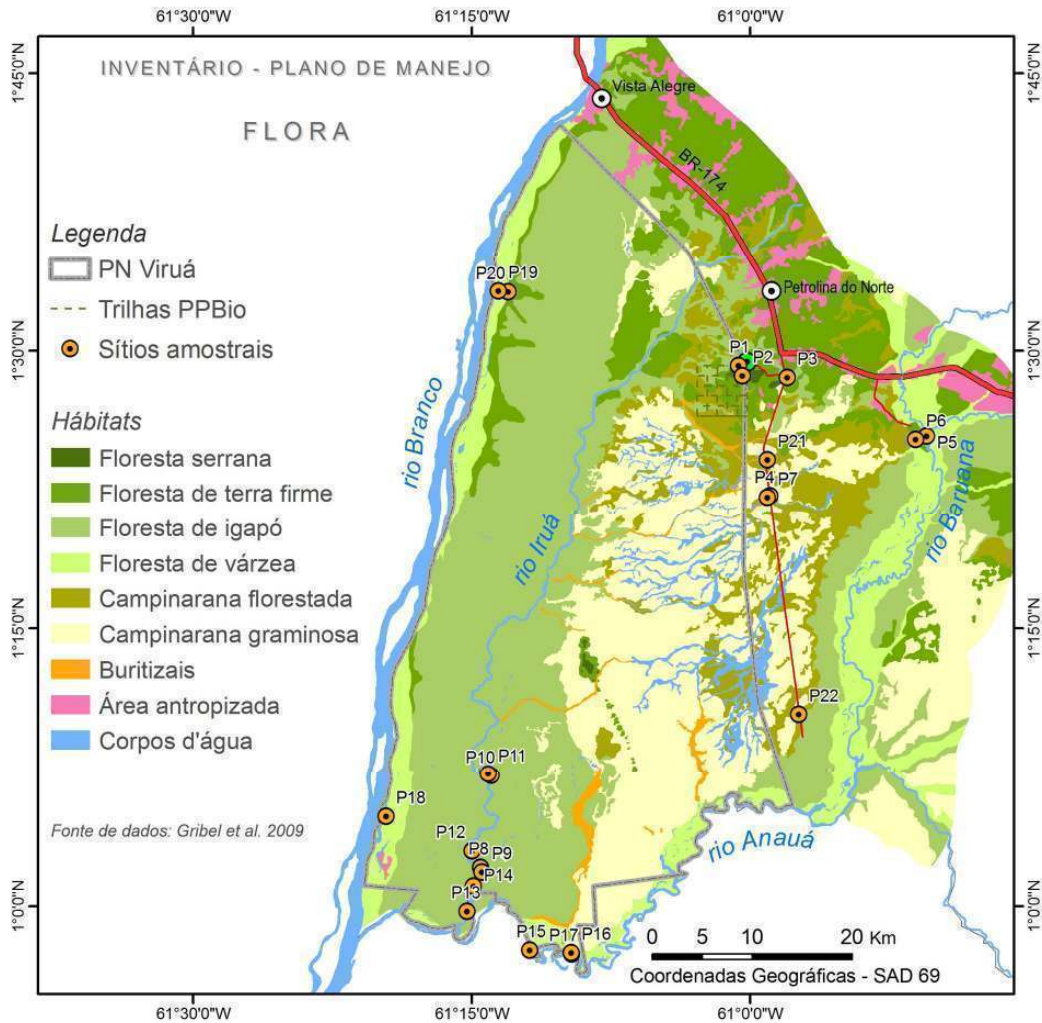 61°30'0"W 61°15'0"W 61°0'0"W
1°45'0"N 1°45'0"N
INVENTÁRIO - PLANO DE MANEJO
FLORA
Vista Alegre
BR-174
Legenda
PN Viruá
Trilhas PPBio
Sítios amostrais
P20 P19
Petrolina do Norte
1°30'0"N 1°30'0"N
P1
P2
P3
rio Branco
P6
P5
P21
P4 P7
rio Baruana
rio Iruá
Hábitats
Floresta serrana
Floresta de terra firme
Floresta de igapó
Floresta de várzea
Campinarana florestada
Campinarana graminosa
Buritizais
Área antropizada
Corpos d'água
1°15'0"N 1°15'0"N
P22
P10 P11
P18
Fonte de dados: Gribel et al. 2009
P12
P8
P9
P14
P13
rio Anauá
1°0'0"N 1°0'0"N
P15
P17 P16
0 5 10 20 Km
Coordenadas Geográficas - SAD 69
61°30'0"W 61°15'0"W 61°0'0"W